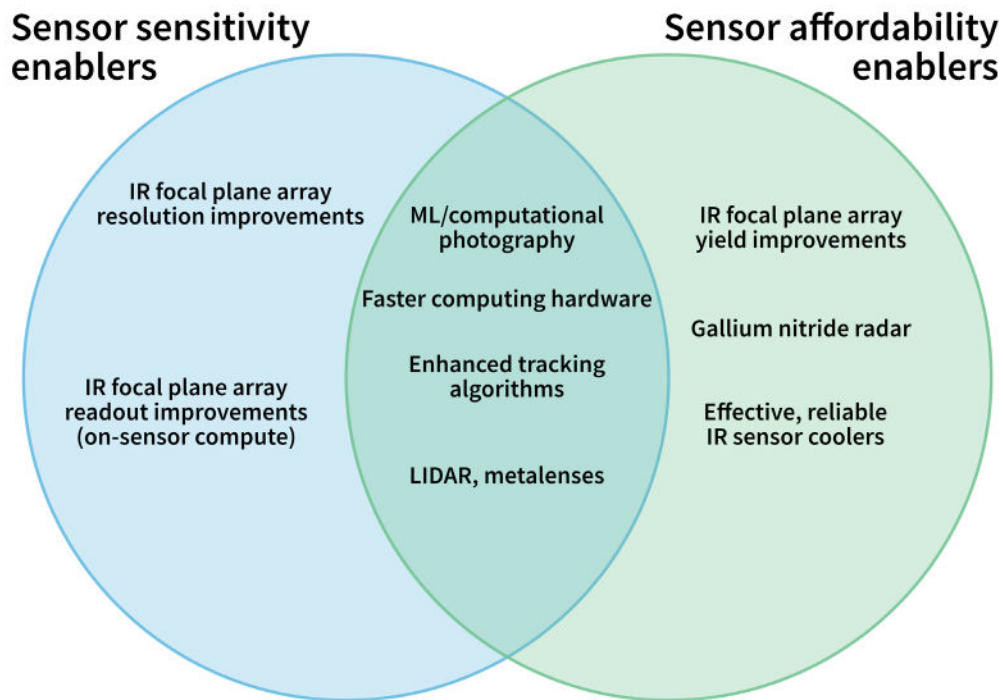 Sensor sensitivity
enablers
Sensor affordability
enablers
IR focal plane array
resolution improvements
IR focal plane array
readout improvements
(on-sensor compute)
ML/computational
photography
Faster computing hardware
Enhanced tracking
algorithms
LIDAR, metalenses
IR focal plane array
yield improvements
Gallium nitride radar
Effective, reliable
IR sensor coolers